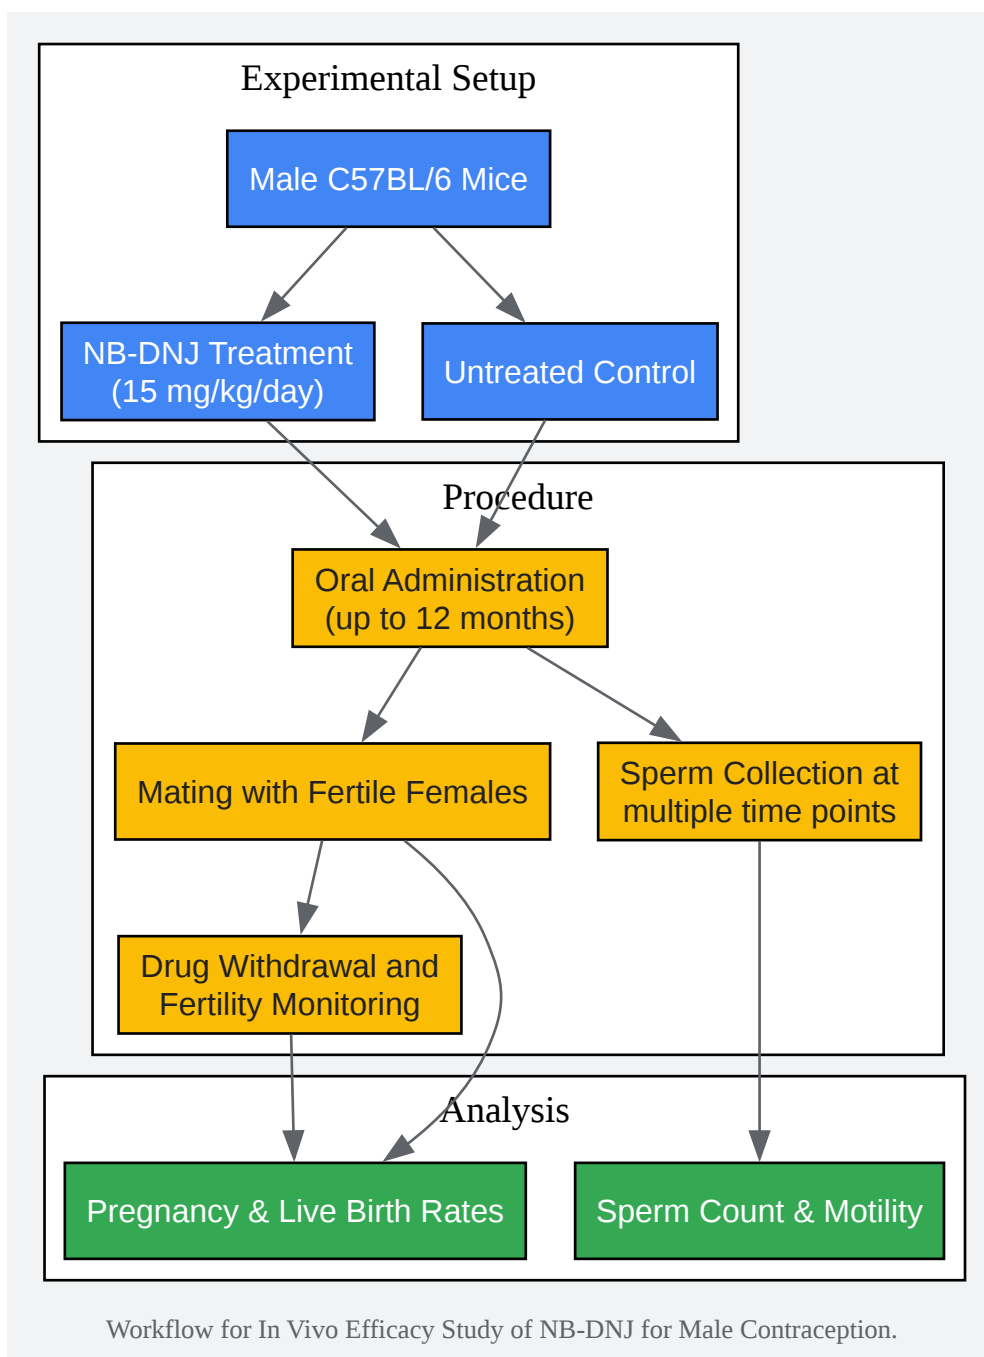 Experimental Setup
Male C57BL/6 Mice
NB-DNJ Treatment
(15 mg/kg/day)
Untreated Control
Procedure
Oral Administration
(up to 12 months)
Mating with Fertile Females
Sperm Collection at
multiple time points
Drug Withdrawal and
Fertility Monitoring
Analysis
Pregnancy & Live Birth Rates
Sperm Count & Motility
Workflow for In Vivo Efficacy Study of NB-DNJ for Male Contraception.